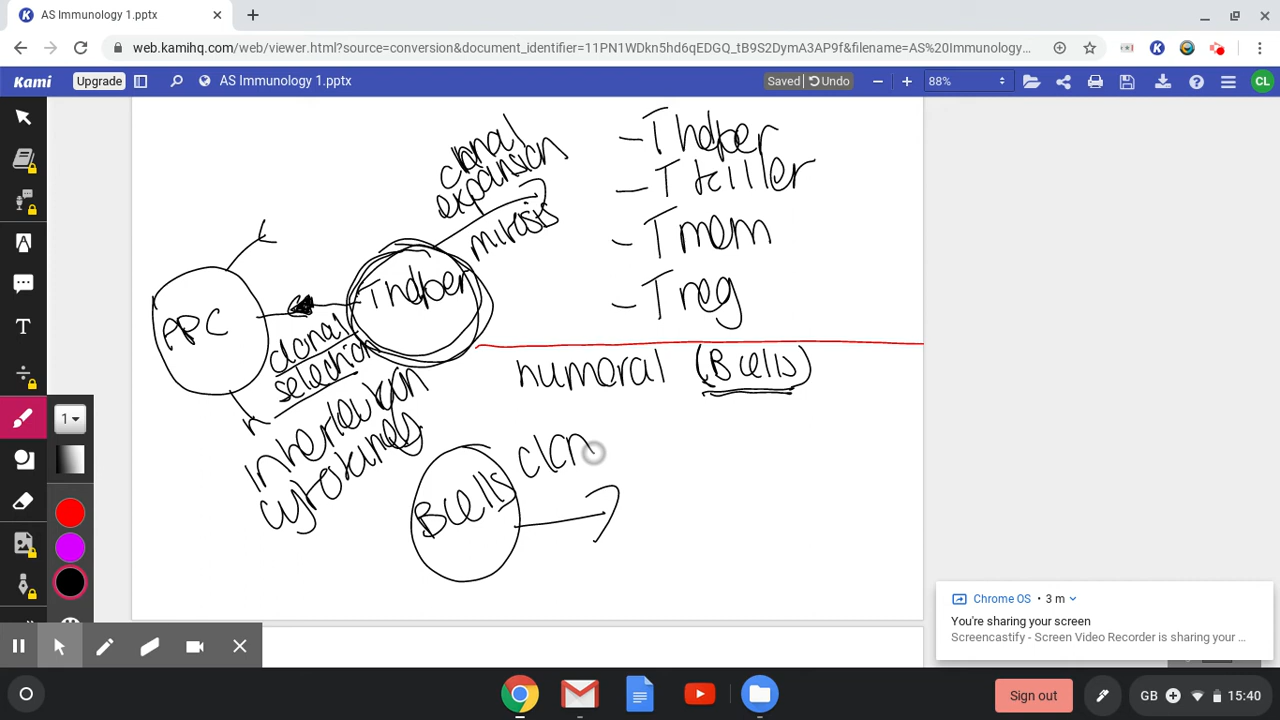 AS Immunology 1.pptx
web.kamihq.com/web/viewer.html?source=conversion&document_identifier=11PN1WDkn5hd6qEDGQ_tB9S2DymA3AP9f&filename=AS%20Immunology...
Kami Upgrade AS Immunology 1.pptx Saved Undo 88% CL
clonal
expansion
mitosis
- T helper
- T killer
- T mem
- T reg
APC
T helper
clonal
selection
interleukin
cytokines
humeral (B cells)
B cells
clon
1
Chrome OS • 3 m
You're sharing your screen
Screencastify - Screen Video Recorder is sharing your ...
Sign out
GB
15:40